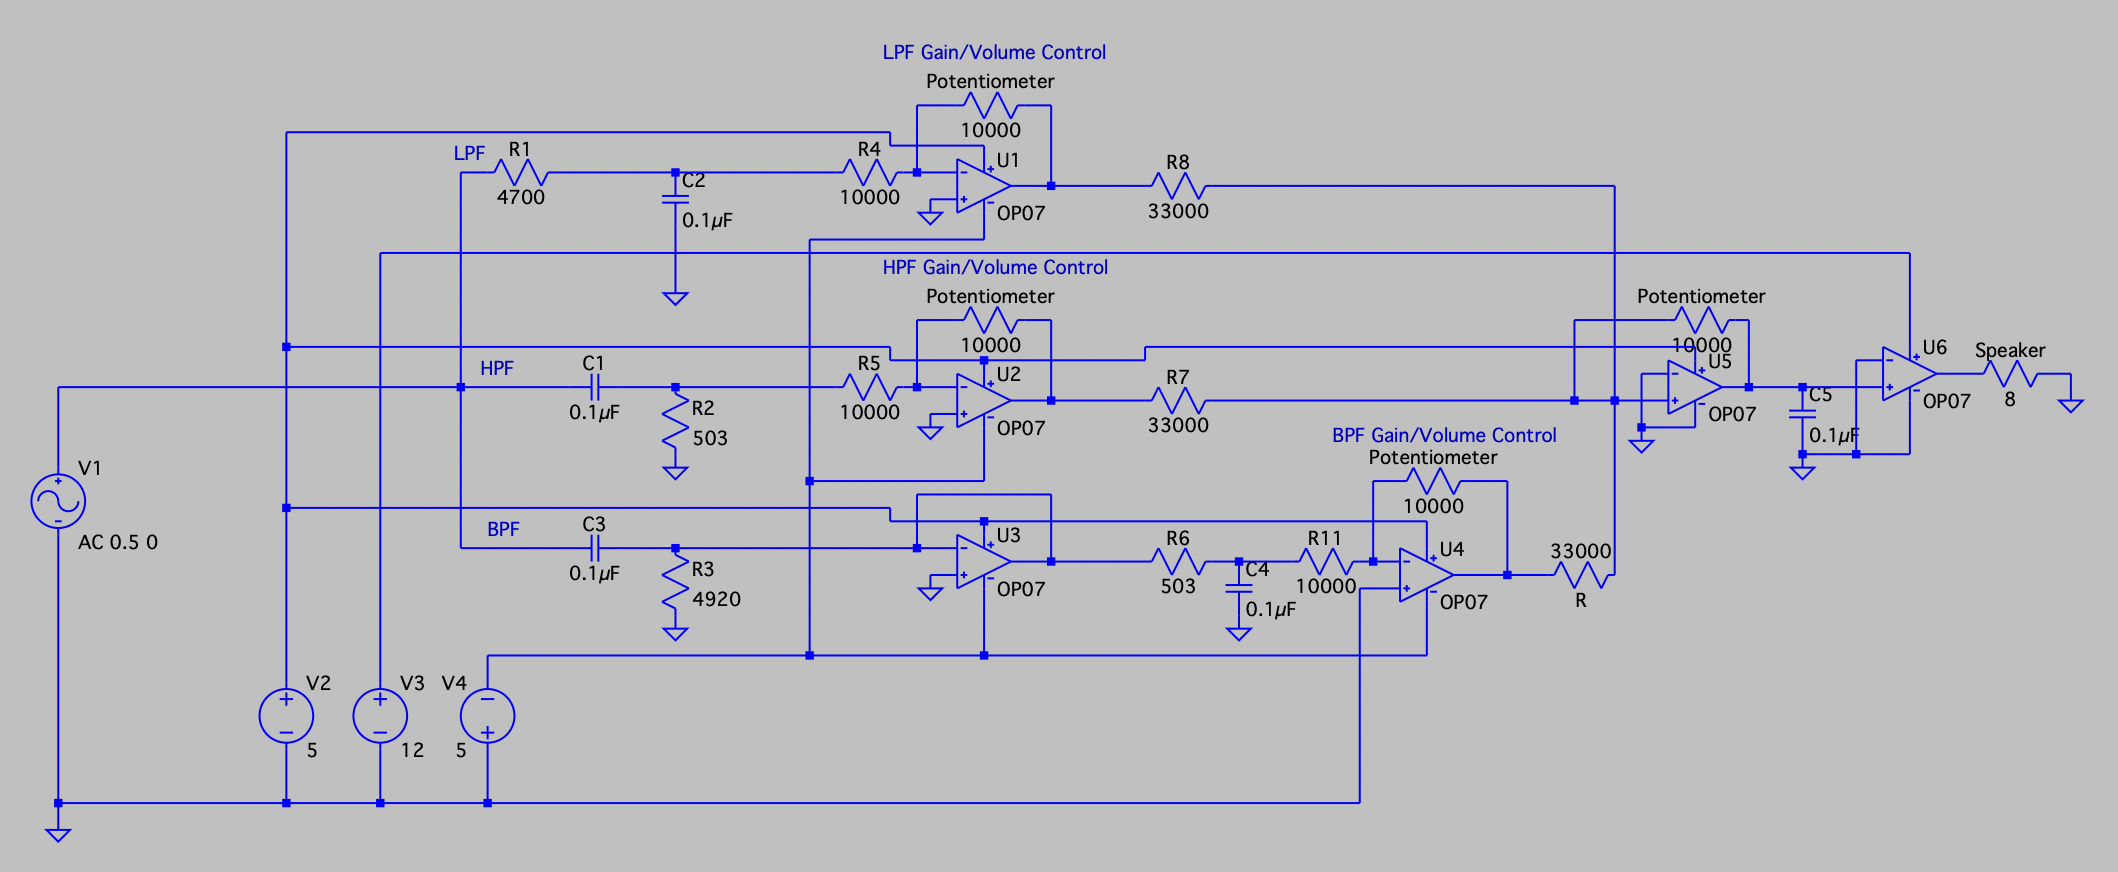 LPF Gain/Volume Control
Potentiometer
10000
LPF
R1
4700
C2
0.1µF
R4
10000
U1
OP07
R8
33000
HPF Gain/Volume Control
Potentiometer
10000
HPF
C1
0.1µF
R2
503
R5
10000
U2
OP07
R7
33000
Potentiometer
10000
U5
OP07
C5
0.1µF
U6
OP07
Speaker
8
BPF Gain/Volume Control
Potentiometer
10000
BPF
C3
0.1µF
R3
4920
U3
OP07
R6
503
C4
0.1µF
R11
10000
U4
OP07
33000
R
V1
AC 0.5 0
V2
5
V3
12
V4
5